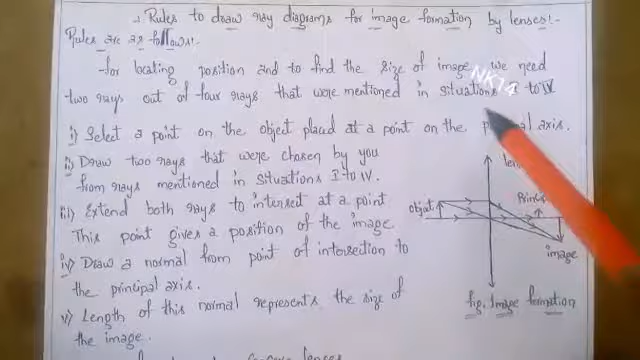 Rules to draw ray diagrams for image formation by lenses:-
Rules are as follows:-
-for locating position and to find the size of image we need
two rays out of four rays that were mentioned in situations to IV
NK74
i) Select a point on the object placed at a point on the axis.
ii) Draw two rays that were chosen by you
from rays mentioned in situations I to IV.
iii) Extend both rays to intersect at a point
This point gives a position of the image
iv) Draw a normal from point of intersection to
the principal axis.
v) Length of this normal represents the size of
the image.
object
image
fig. Image formation